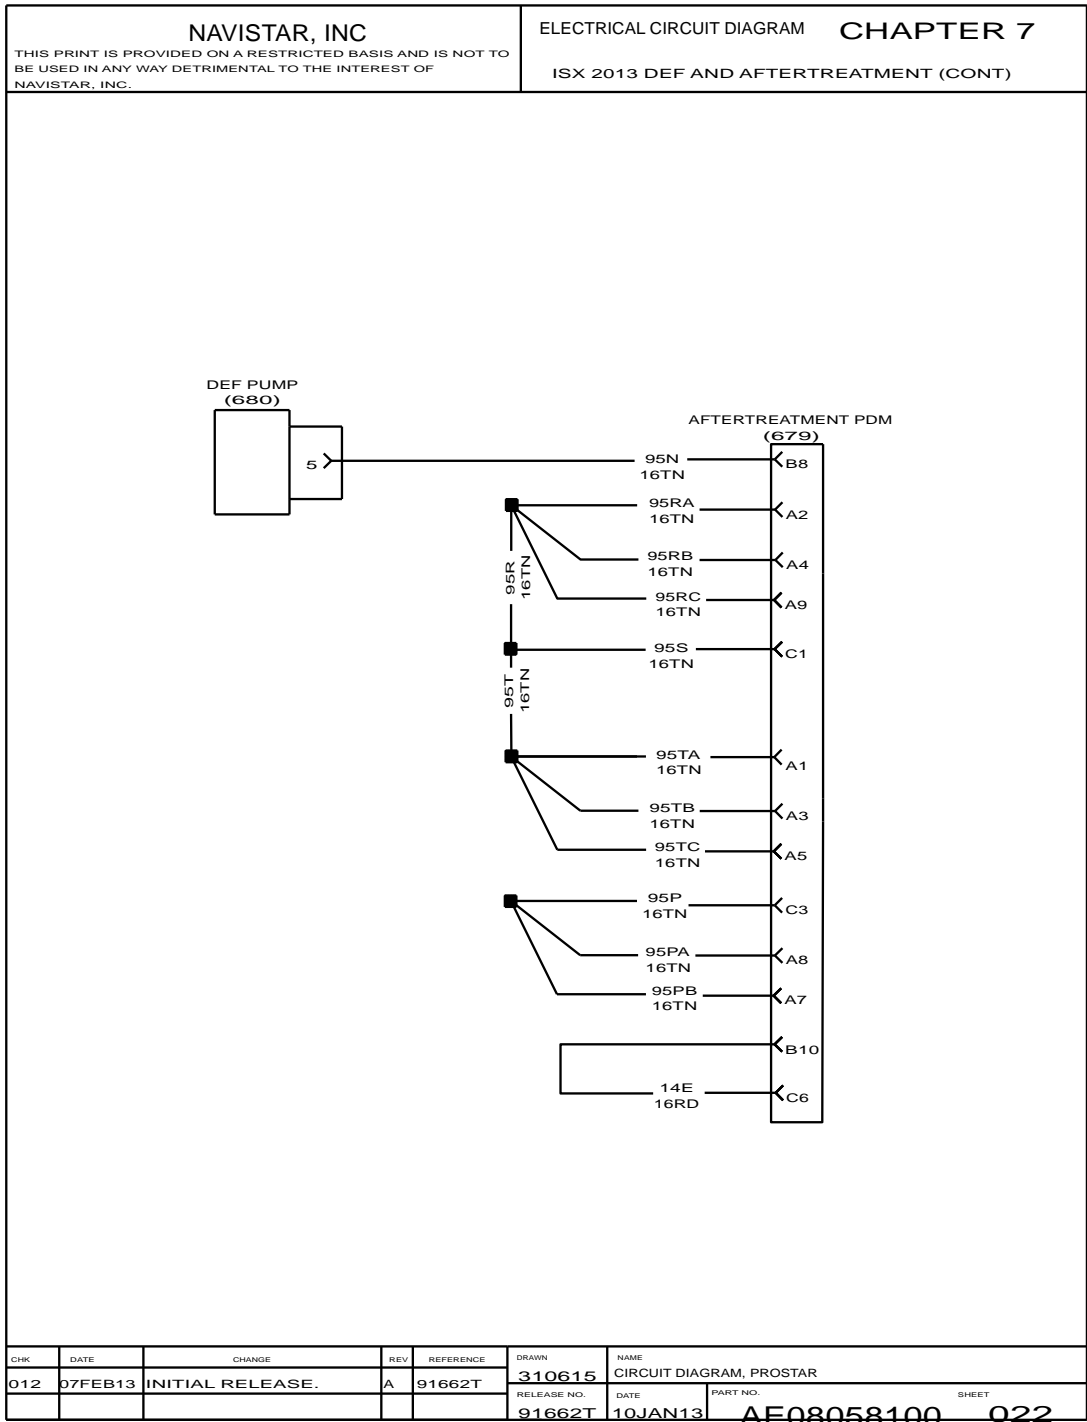 NAVISTAR, INC
THIS PRINT IS PROVIDED ON A RESTRICTED BASIS AND IS NOT TO
BE USED IN ANY WAY DETRIMENTAL TO THE INTEREST OF
NAVISTAR, INC.
ELECTRICAL CIRCUIT DIAGRAM CHAPTER 7
ISX 2013 DEF AND AFTERTREATMENT (CONT)
DEF PUMP
(680)
5
AFTERTREATMENT PDM
(679)
95N
16TN
B8
95RA
16TN
A2
95RB
16TN
A4
95RC
16TN
A9
95R
16TN
95S
16TN
C1
95T
16TN
95TA
16TN
A1
95TB
16TN
A3
95TC
16TN
A5
95P
16TN
C3
95PA
16TN
A8
95PB
16TN
A7
B10
14E
16RD
C6
CHK DATE CHANGE REV REFERENCE
012 07FEB13 INITIAL RELEASE. A 91662T
DRAWN
310615
NAME
CIRCUIT DIAGRAM, PROSTAR
RELEASE NO.
91662T
DATE
10JAN13
PART NO.
AE08058100
SHEET
022